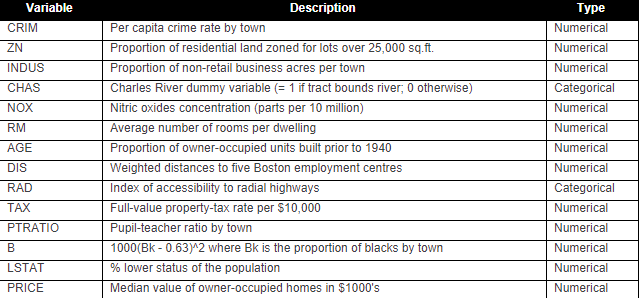 Variable Description Type
CRIM Per capita crime rate by town Numerical
ZN Proportion of residential land zoned for lots over 25,000 sq.ft. Numerical
INDUS Proportion of non-retail business acres per town Numerical
CHAS Charles River dummy variable (= 1 if tract bounds river; 0 otherwise) Categorical
NOX Nitric oxides concentration (parts per 10 million) Numerical
RM Average number of rooms per dwelling Numerical
AGE Proportion of owner-occupied units built prior to 1940 Numerical
DIS Weighted distances to five Boston employment centres Numerical
RAD Index of accessibility to radial highways Categorical
TAX Full-value property-tax rate per $10,000 Numerical
PTRATIO Pupil-teacher ratio by town Numerical
B 1000(Bk - 0.63)^2 where Bk is the proportion of blacks by town Numerical
LSTAT % lower status of the population Numerical
PRICE Median value of owner-occupied homes in $1000's Numerical